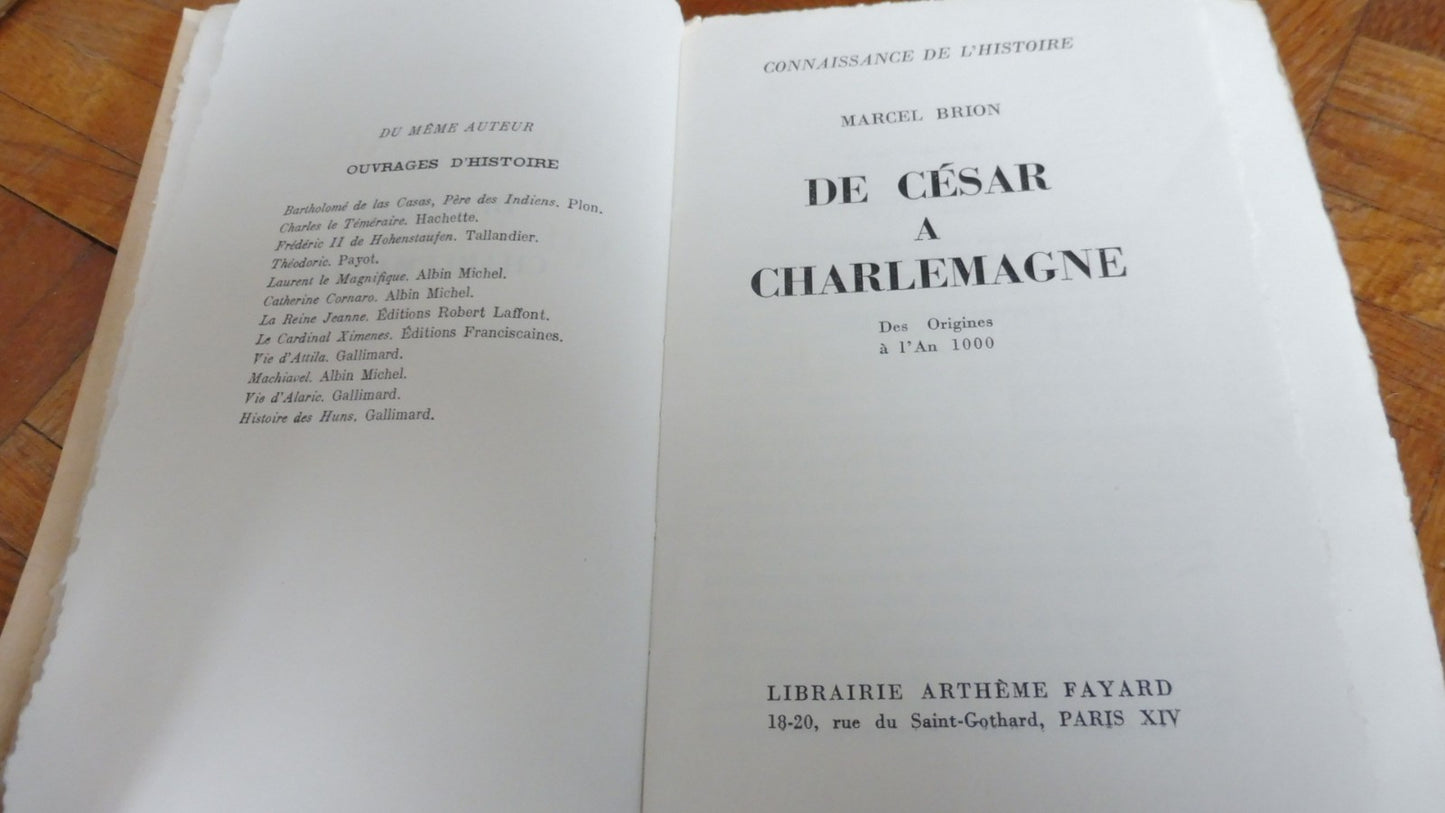 DU MÊME AUTEUR
OUVRAGES D'HISTOIRE
Bartholomé de las Casas, Père des Indiens. Plon.
Charles le Téméraire. Hachette.
Frédéric II de Hohenstaufen. Tallandier.
Théodoric. Payot.
Laurent le Magnifique. Albin Michel.
Catherine Cornaro. Albin Michel.
La Reine Jeanne. Éditions Robert Laffont.
Le Cardinal Ximenes. Éditions Franciscaines.
Vie d'Attila. Gallimard.
Machiavel. Albin Michel.
Vie d'Alaric. Gallimard.
Histoire des Huns. Gallimard.
CONNAISSANCE DE L'HISTOIRE
MARCEL BRION
DE CÉSAR
A
CHARLEMAGNE
Des Origines
à l'An 1000
LIBRAIRIE ARTHÈME FAYARD
18-20, rue du Saint-Gothard, PARIS XIV